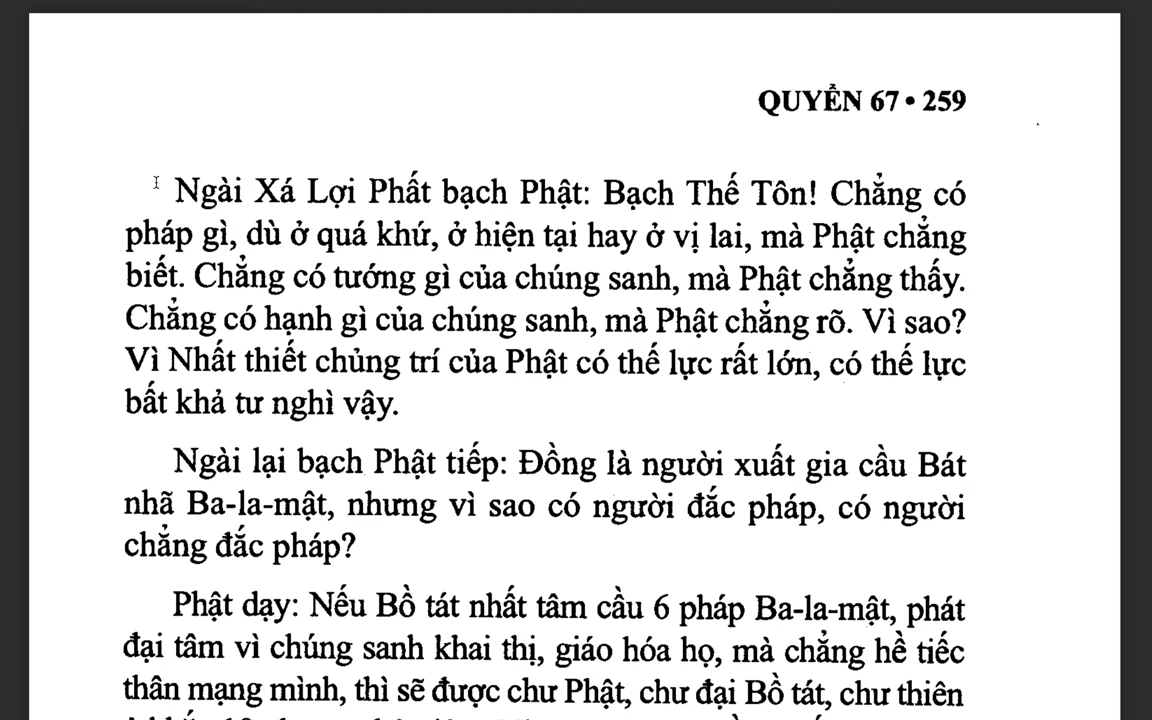 QUYỂN 67 • 259
Ngài Xá Lợi Phất bạch Phật: Bạch Thế Tôn! Chẳng có
pháp gì, dù ở quá khứ, ở hiện tại hay ở vị lai, mà Phật chẳng
biết. Chẳng có tướng gì của chúng sanh, mà Phật chẳng thấy.
Chẳng có hạnh gì của chúng sanh, mà Phật chẳng rõ. Vì sao?
Vì Nhất thiết chủng trí của Phật có thế lực rất lớn, có thế lực
bất khả tư nghì vậy.
Ngài lại bạch Phật tiếp: Đồng là người xuất gia cầu Bát
nhã Ba-la-mật, nhưng vì sao có người đắc pháp, có người
chẳng đắc pháp?
Phật dạy: Nếu Bồ tát nhất tâm cầu 6 pháp Ba-la-mật, phát
đại tâm vì chúng sanh khai thị, giáo hóa họ, mà chẳng hề tiếc
thân mạng mình, thì sẽ được chư Phật, chư đại Bồ tát, chư thiên